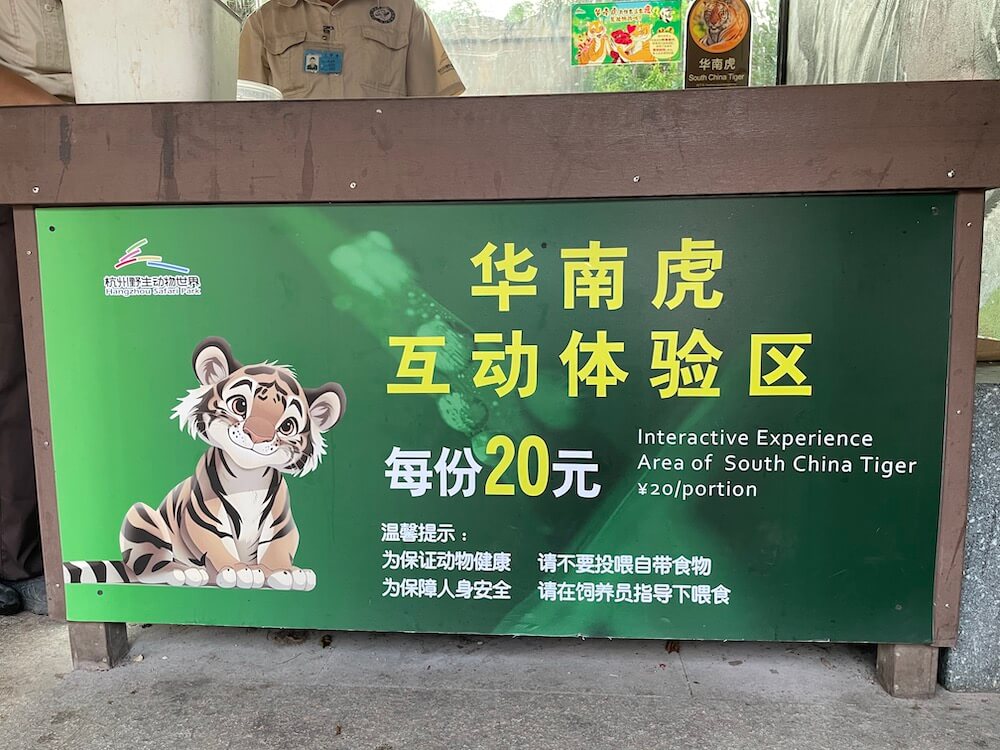 华南虎
South China Tiger
杭州野生动物世界
Hangzhou Safari Park
华南虎
互动体验区
每份20元
Interactive Experience
Area of South China Tiger
¥20/portion
温馨提示：
为保证动物健康 请不要投喂自带食物
为保障人身安全 请在饲养员指导下喂食